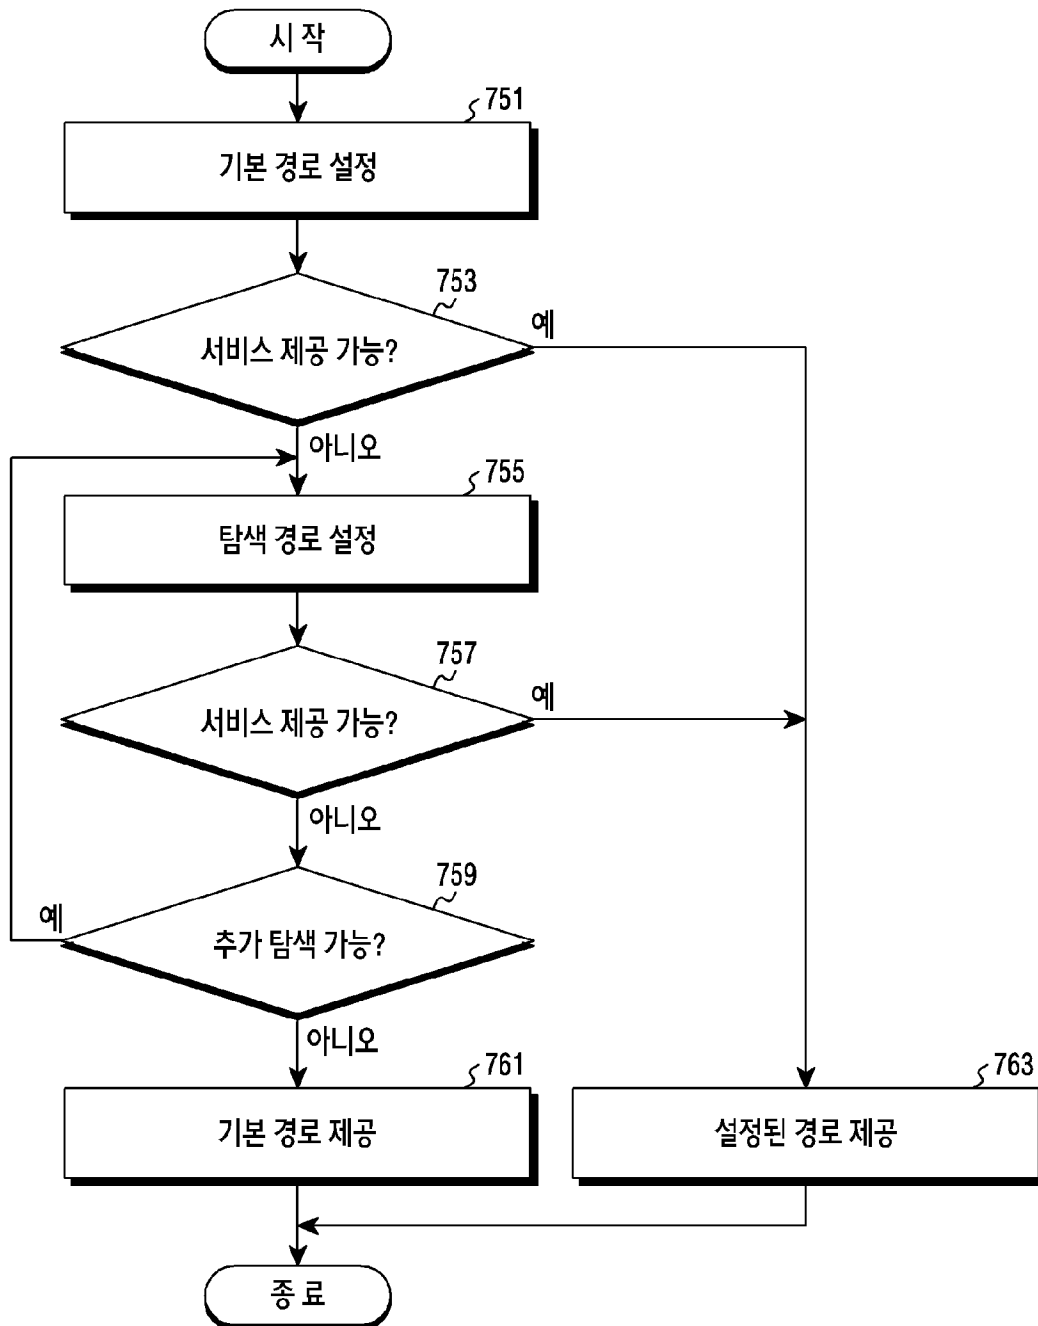 시 작
751
기본 경로 설정
753
예
서비스 제공 가능?
아니오
755
탐색 경로 설정
757
예
서비스 제공 가능?
아니오
759
예
추가 탐색 가능?
아니오
761
763
기본 경로 제공
설정된 경로 제공
종 료